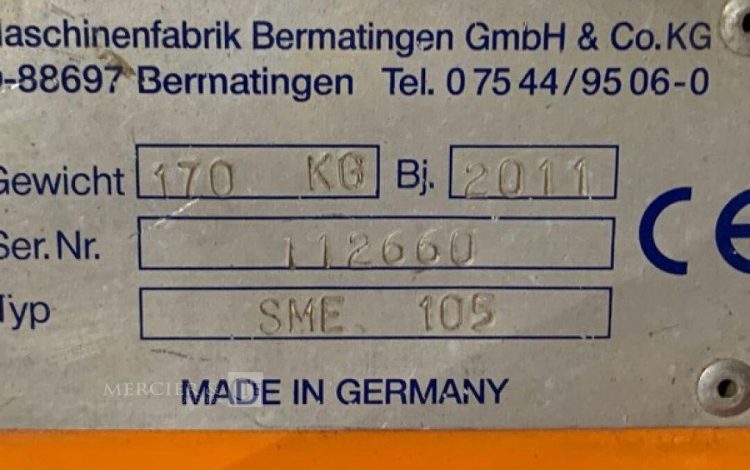 aschinenfabrik Bermatingen GmbH & Co.KG
-88697 Bermatingen Tel. 0 75 44/95 06-0
Gewicht 170 KG Bj. 2011
Ser.Nr. 112660
Typ SME. 105
CE
MADE IN GERMANY